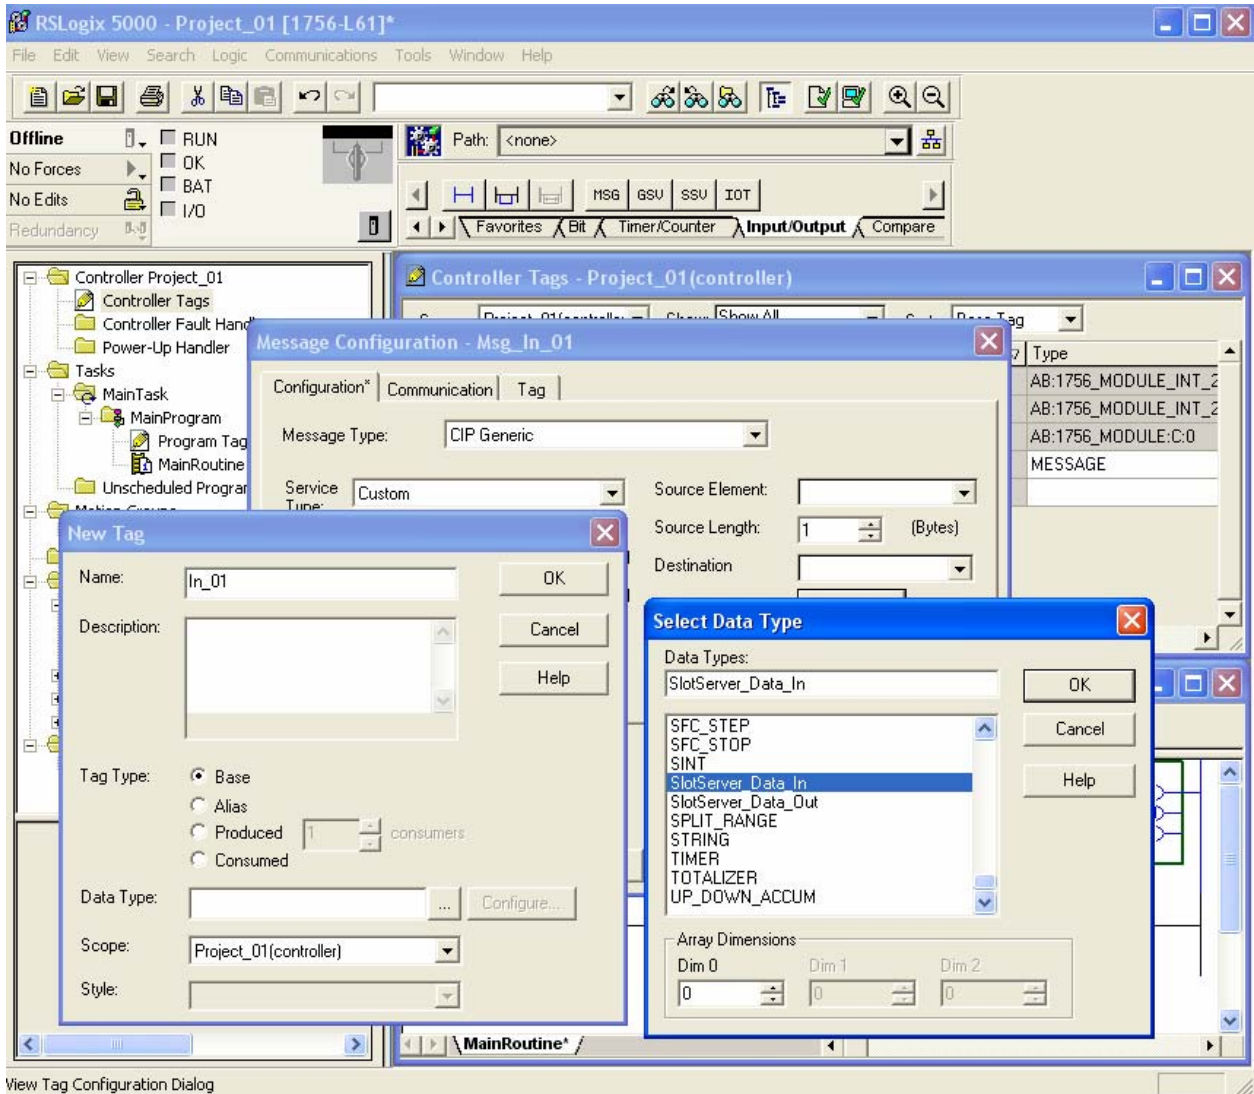 RSLogix 5000 - Project_01 [1756-L61]*
File Edit View Search Logic Communications Tools Window Help
Offline
RUN
Path: <none>
No Forces
OK
BAT
No Edits
I/O
MSG GSV SSV IOT
Redundancy
Favorites Bit Timer/Counter Input/Output Compare
Controller Project_01
Controller Tags
Controller Fault Hand
Power-Up Handler
Tasks
MainTask
MainProgram
Program Tag
MainRoutine
Unscheduled Program
Controller Tags - Project_01(controller)
Show All
Type
AB:1756_MODULE_INT_2
AB:1756_MODULE_INT_2
AB:1756_MODULE:C:0
MESSAGE
Message Configuration - Msg_In_01
Configuration* Communication Tag
Message Type: CIP Generic
Service Type: Custom
Source Element:
Source Length: 1 (Bytes)
Destination
New Tag
Name: In_01
OK
Description:
Cancel
Help
Tag Type: Base
Alias
Produced 1 consumers
Consumed
Data Type: ... Configure...
Scope: Project_01(controller)
Style:
Select Data Type
Data Types:
SlotServer_Data_In
OK
SFC_STEP
SFC_STOP
SINT
SlotServer_Data_In
SlotServer_Data_Out
SPLIT_RANGE
STRING
TIMER
TOTALIZER
UP_DOWN_ACCUM
Cancel
Help
Array Dimensions
Dim 0 Dim 1 Dim 2
0 0 0
MainRoutine*
View Tag Configuration Dialog